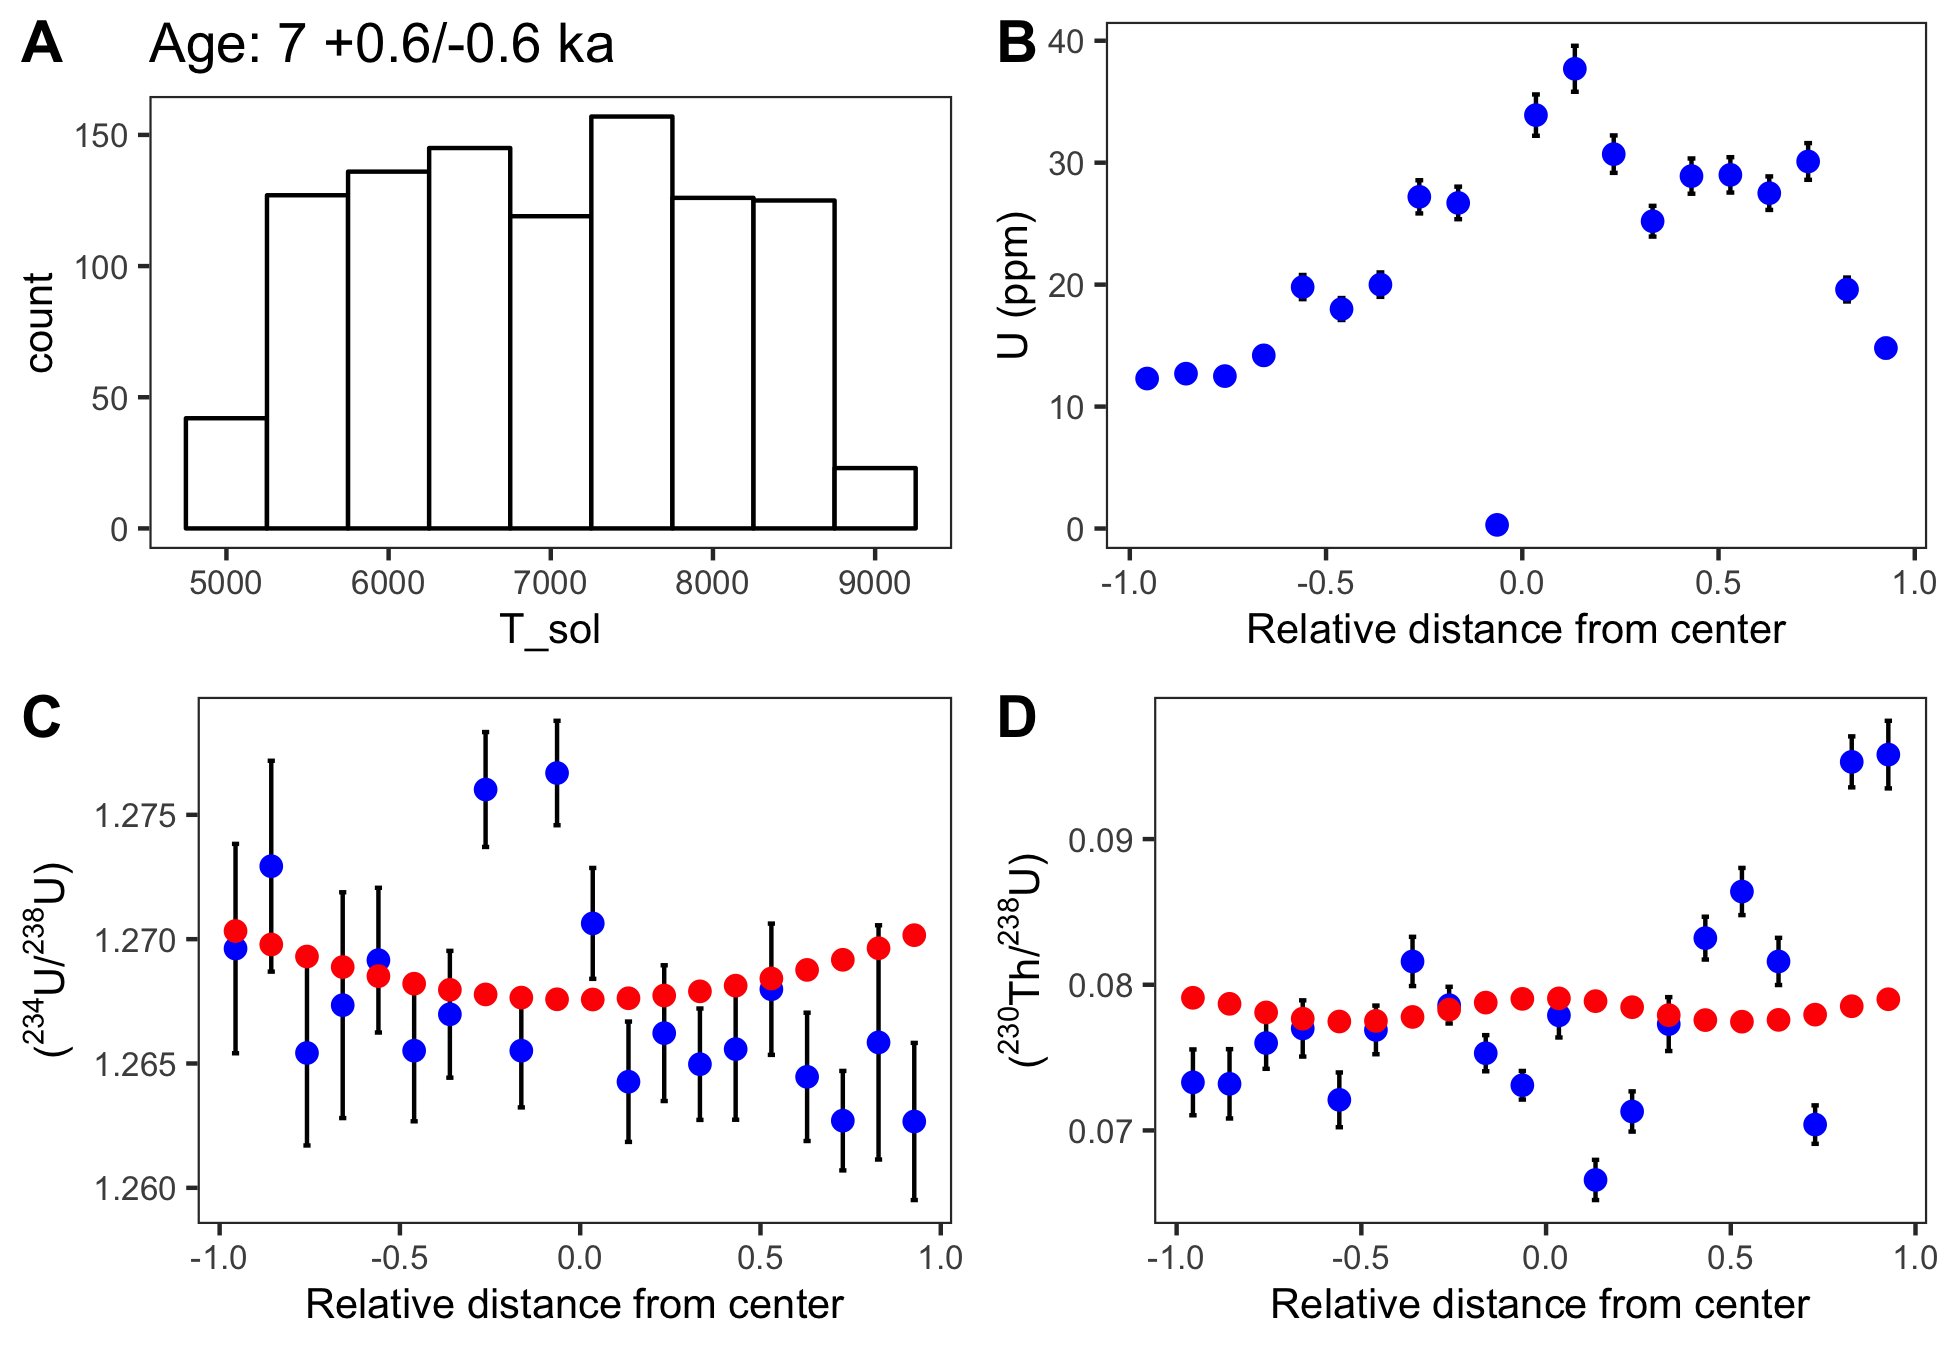 A Age: 7 +0.6/-0.6 ka
150
100
50
0
count
5000 6000 7000 8000 9000
T_sol
B
40
30
20
10
0
U (ppm)
-1.0 -0.5 0.0 0.5 1.0
Relative distance from center
C
1.275
1.270
1.265
1.260
(²³⁴U/²³⁸U)
-1.0 -0.5 0.0 0.5 1.0
Relative distance from center
D
0.09
0.08
0.07
(²³⁰Th/²³⁸U)
-1.0 -0.5 0.0 0.5 1.0
Relative distance from center